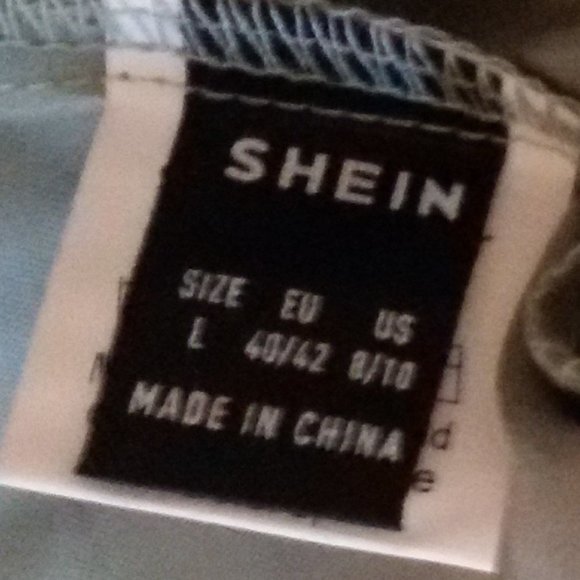 SHEIN
SIZE EU US
L 40/42 8/10
MADE IN CHINA
d
e